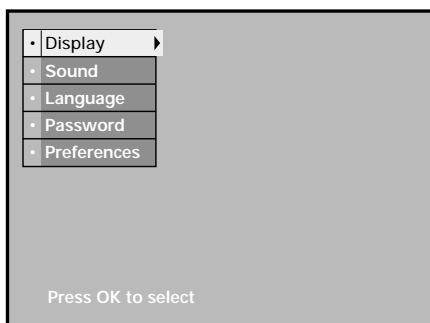 • Display
• Sound
• Language
• Password
• Preferences
Press OK to select